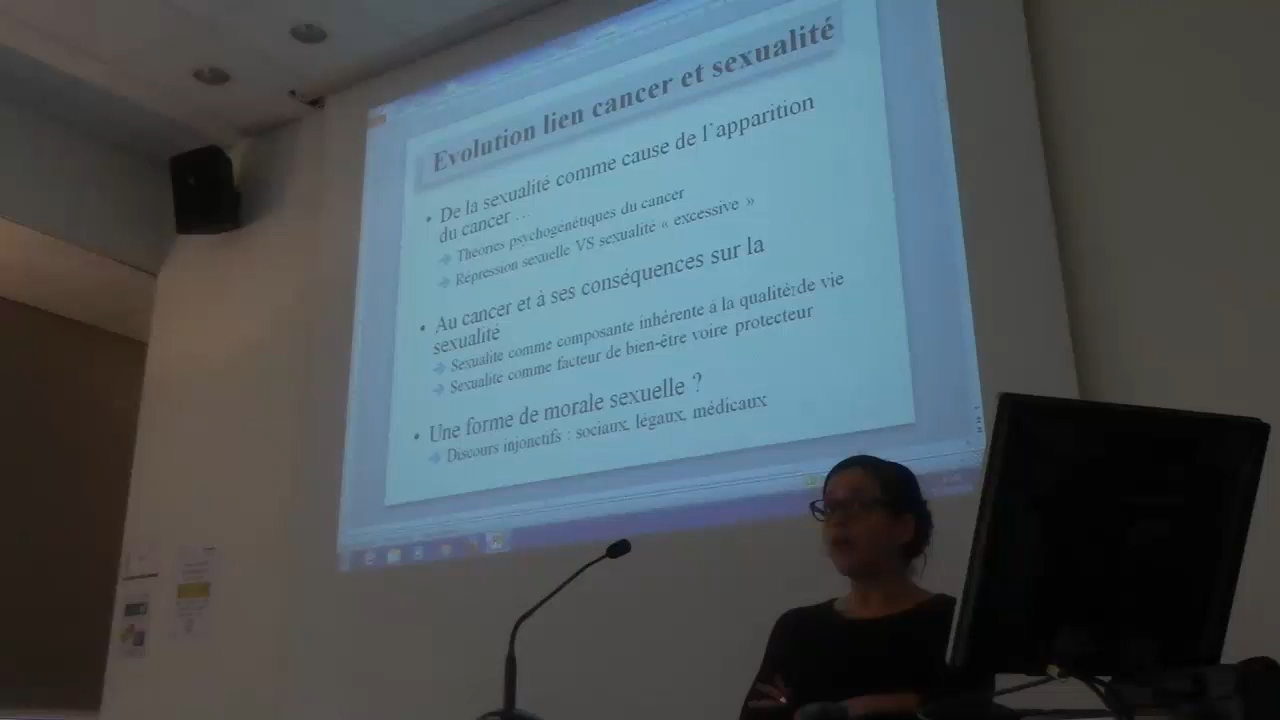 Evolution lien cancer et sexualité
• De la sexualité comme cause de l`apparition
du cancer ...
Théories psychogénétiques du cancer
Répression sexuelle VS sexualité « excessive »
• Au cancer et à ses conséquences sur la
sexualité
Sexualité comme composante inhérente à la qualité de vie
Sexualité comme facteur de bien-être voire protecteur
• Une forme de morale sexuelle ?
Discours injonctifs : sociaux, légaux, médicaux